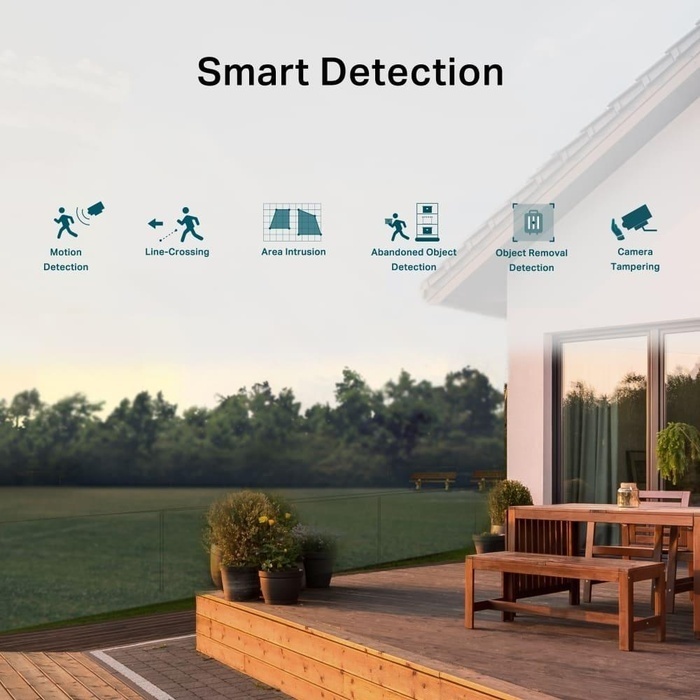 Smart Detection
Motion
Detection
Line-Crossing
Area Intrusion
Abandoned Object
Detection
Object Removal
Detection
Camera
Tampering